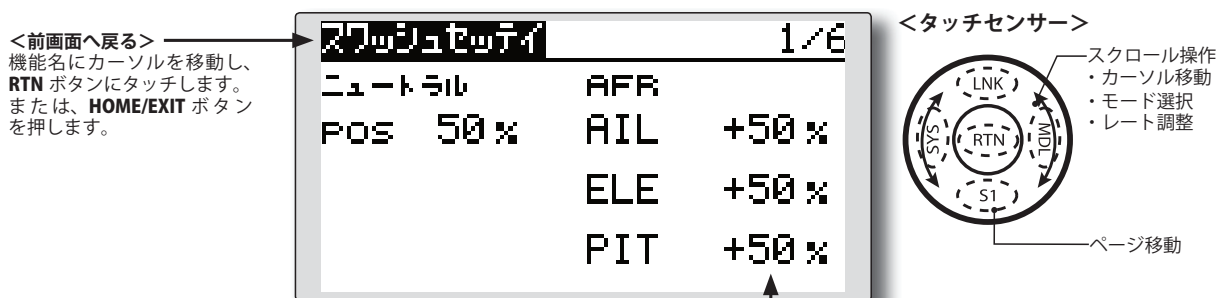 <前画面へ戻る>
機能名にカーソルを移動し、
RTN ボタンにタッチします。
または、HOME/EXIT ボタン
を押します。
スワッシュセッテイ 1/6
ニュートラル AFR
POS 50% AIL +50%
ELE +50%
PIT +50%
<タッチセンサー>
スクロール操作
・カーソル移動
・モード選択
・レート調整
LNK
SYS
RTN
MDL
S1
ページ移動